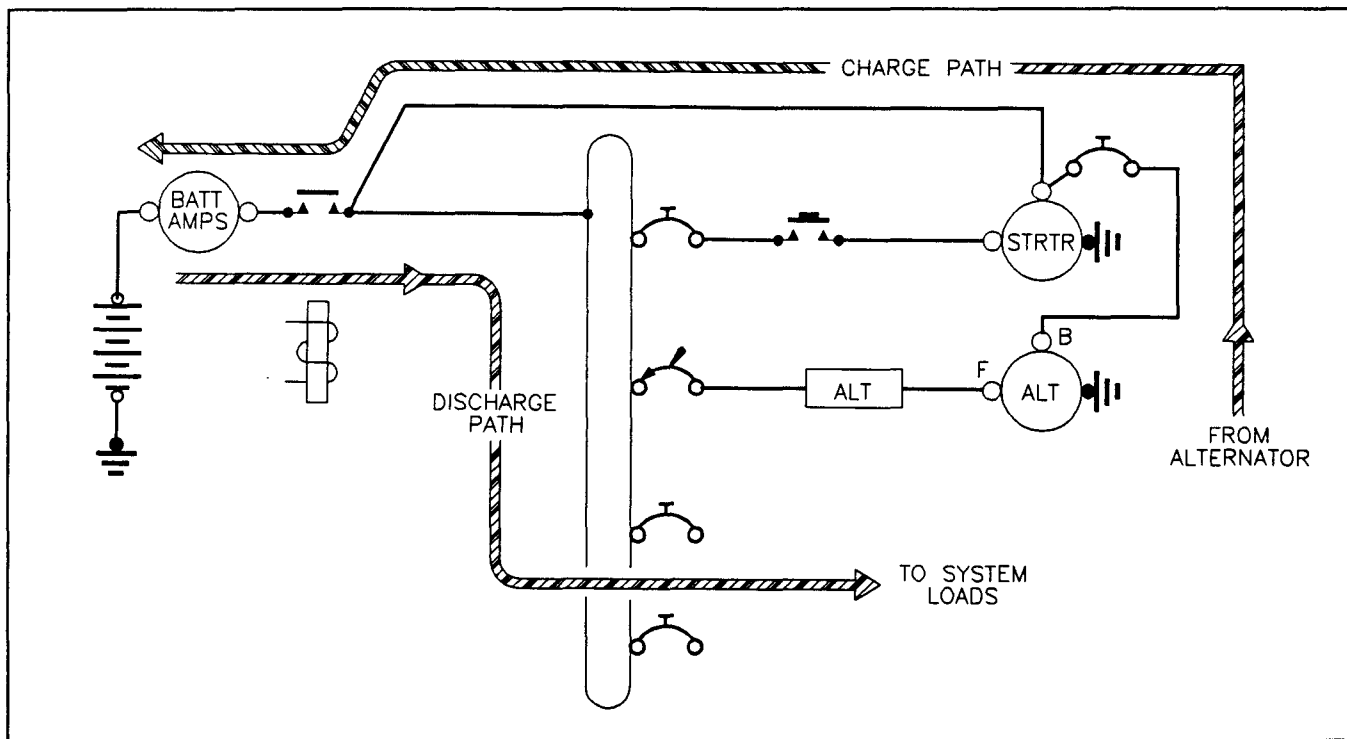 CHARGE PATH
BATT
AMPS
STRTR
B
F
ALT
ALT
DISCHARGE
PATH
FROM
ALTERNATOR
TO SYSTEM
LOADS